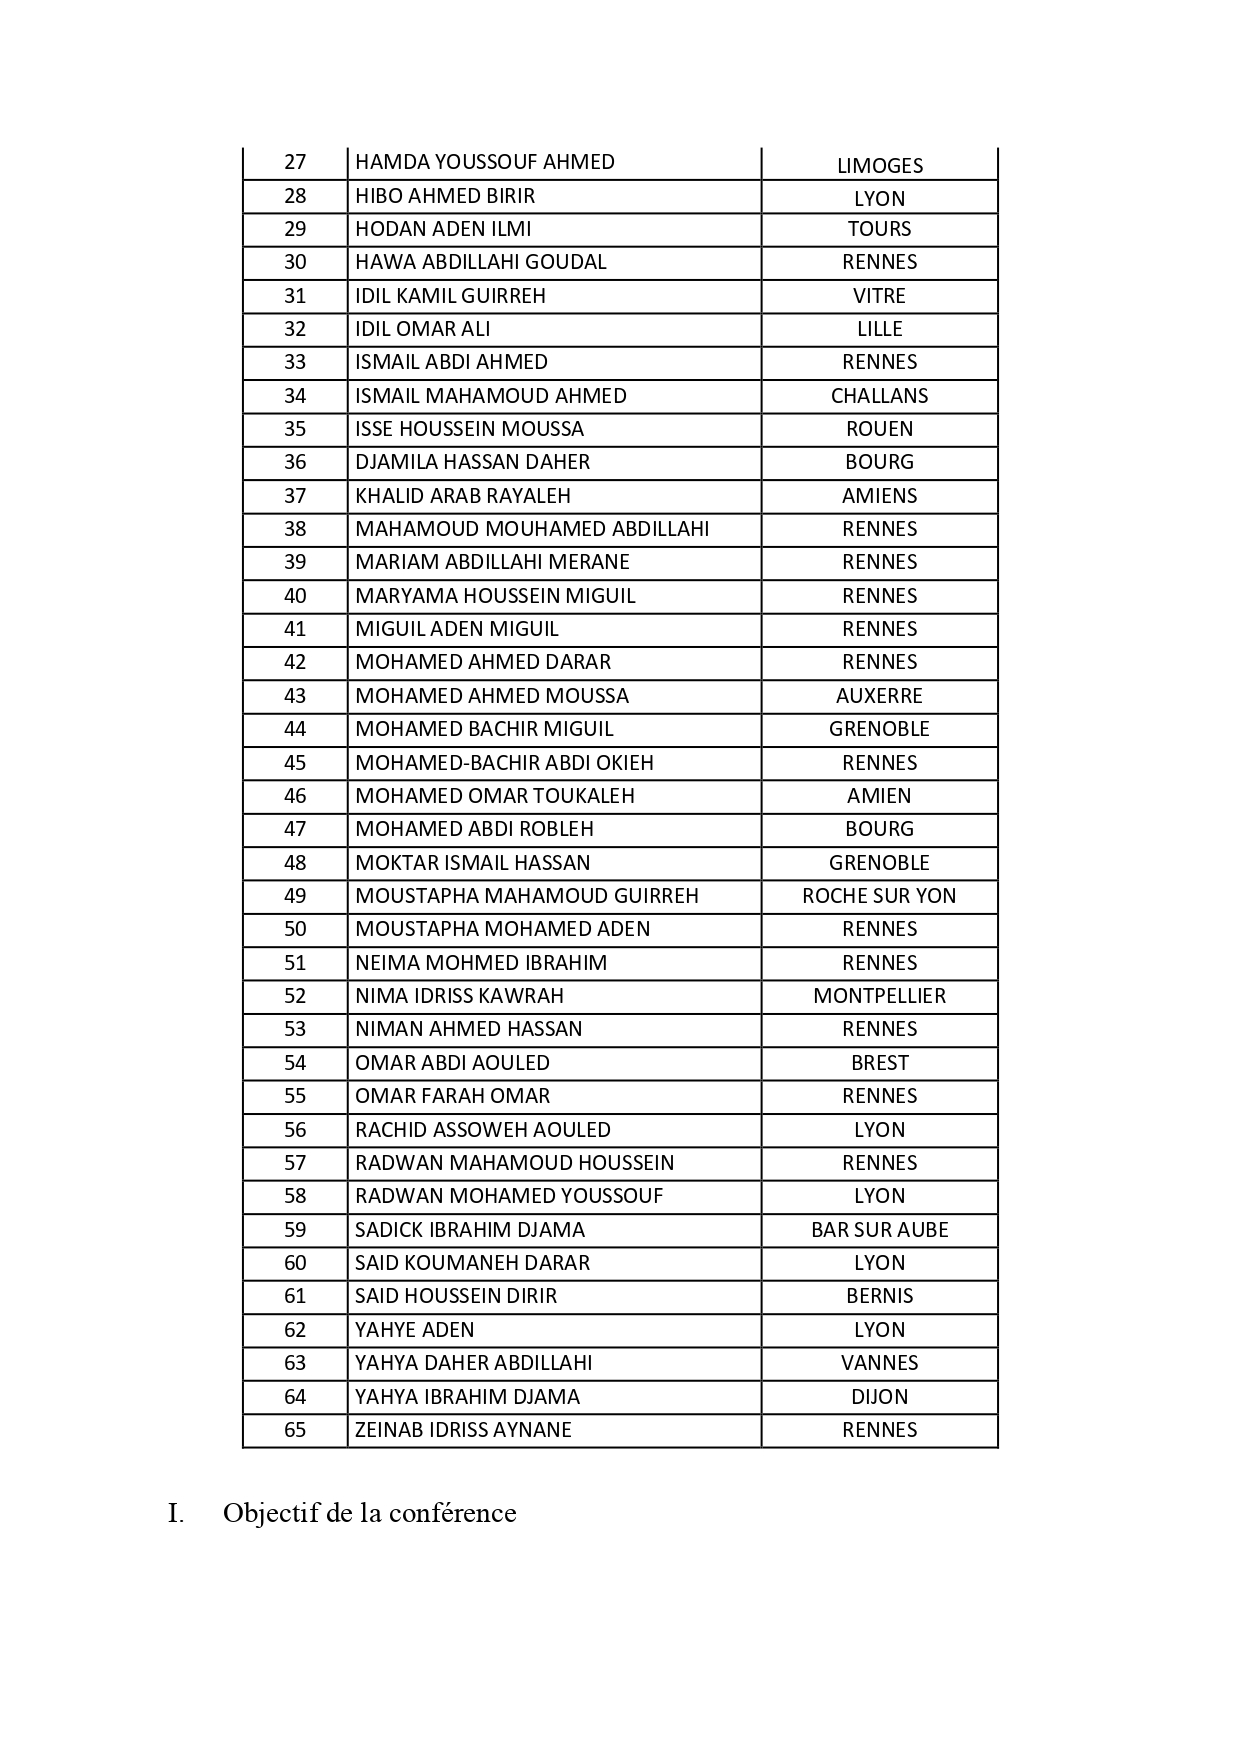 27 HAMDA YOUSSOUF AHMED LIMOGES
28 HIBO AHMED BIRIR LYON
29 HODAN ADEN ILMI TOURS
30 HAWA ABDILLAHI GOUDAL RENNES
31 IDIL KAMIL GUIRREH VITRE
32 IDIL OMAR ALI LILLE
33 ISMAIL ABDI AHMED RENNES
34 ISMAIL MAHAMOUD AHMED CHALLANS
35 ISSE HOUSSEIN MOUSSA ROUEN
36 DJAMILA HASSAN DAHER BOURG
37 KHALID ARAB RAYALEH AMIENS
38 MAHAMOUD MOUHAMED ABDILLAHI RENNES
39 MARIAM ABDILLAHI MERANE RENNES
40 MARYAMA HOUSSEIN MIGUIL RENNES
41 MIGUIL ADEN MIGUIL RENNES
42 MOHAMED AHMED DARAR RENNES
43 MOHAMED AHMED MOUSSA AUXERRE
44 MOHAMED BACHIR MIGUIL GRENOBLE
45 MOHAMED-BACHIR ABDI OKIEH RENNES
46 MOHAMED OMAR TOUKALEH AMIEN
47 MOHAMED ABDI ROBLEH BOURG
48 MOKTAR ISMAIL HASSAN GRENOBLE
49 MOUSTAPHA MAHAMOUD GUIRREH ROCHE SUR YON
50 MOUSTAPHA MOHAMED ADEN RENNES
51 NEIMA MOHMED IBRAHIM RENNES
52 NIMA IDRISS KAWRAH MONTPELLIER
53 NIMAN AHMED HASSAN RENNES
54 OMAR ABDI AOULED BREST
55 OMAR FARAH OMAR RENNES
56 RACHID ASSOWEH AOULED LYON
57 RADWAN MAHAMOUD HOUSSEIN RENNES
58 RADWAN MOHAMED YOUSSOUF LYON
59 SADICK IBRAHIM DJAMA BAR SUR AUBE
60 SAID KOUMANEH DARAR LYON
61 SAID HOUSSEIN DIRIR BERNIS
62 YAHYE ADEN LYON
63 YAHYA DAHER ABDILLAHI VANNES
64 YAHYA IBRAHIM DJAMA DIJON
65 ZEINAB IDRISS AYNANE RENNES
I. Objectif de la conférence